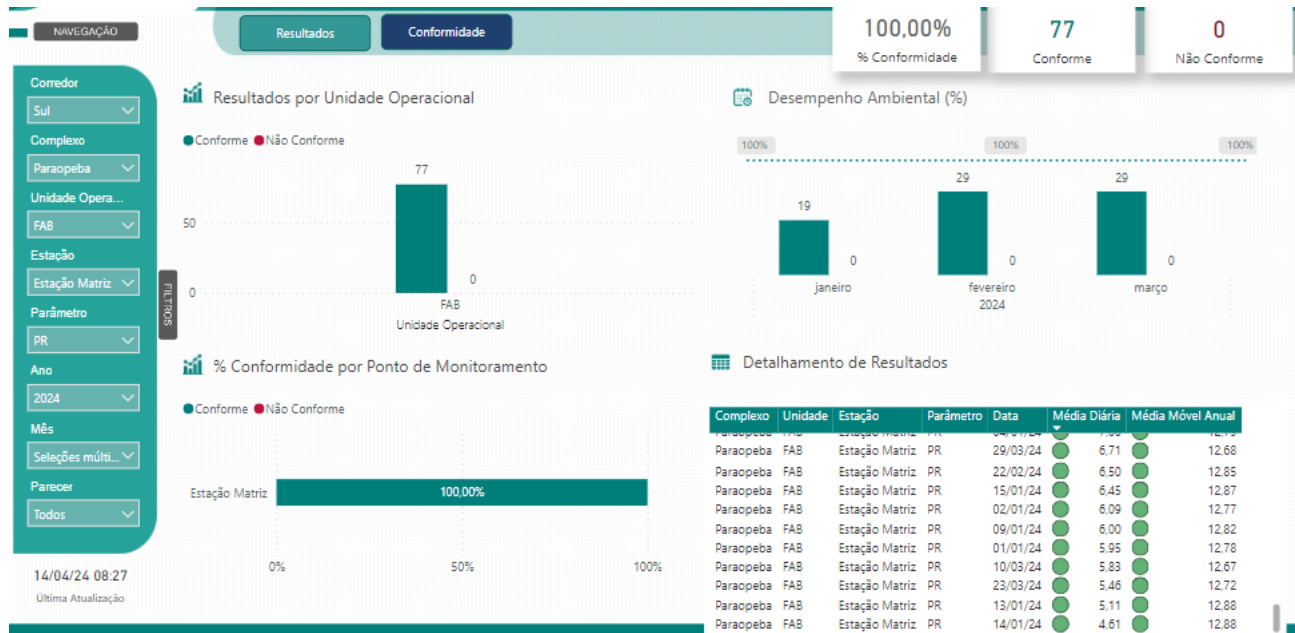 NAVEGAÇÃO
Resultados
Conformidade
100,00%
% Conformidade
77
Conforme
0
Não Conforme
Corredor
Sul
Complexo
Paraopeba
Unidade Opera...
FAB
Estação
Estação Matriz
Parâmetro
PR
Ano
2024
Mês
Seleções múlti...
Parecer
Todos
14/04/24 08:27
Última Atualização
FILTROS
Resultados por Unidade Operacional
Conforme Não Conforme
77
50
0
0
FAB
Unidade Operacional
Desempenho Ambiental (%)
100% 100% 100%
19 0 29 0 29 0
janeiro fevereiro março
2024
% Conformidade por Ponto de Monitoramento
Conforme Não Conforme
Estação Matriz 100,00%
0% 50% 100%
Detalhamento de Resultados
Complexo Unidade Estação Parâmetro Data Média Diária Média Móvel Anual
Paraopeba FAB Estação Matriz PR 29/03/24 6,71 12,68
Paraopeba FAB Estação Matriz PR 22/02/24 6,50 12,85
Paraopeba FAB Estação Matriz PR 15/01/24 6,45 12,87
Paraopeba FAB Estação Matriz PR 02/01/24 6,09 12,77
Paraopeba FAB Estação Matriz PR 09/01/24 6,00 12,82
Paraopeba FAB Estação Matriz PR 01/01/24 5,95 12,78
Paraopeba FAB Estação Matriz PR 10/03/24 5,83 12,67
Paraopeba FAB Estação Matriz PR 23/03/24 5,46 12,72
Paraopeba FAB Estação Matriz PR 13/01/24 5,11 12,88
Paraopeba FAB Estação Matriz PR 14/01/24 4,61 12,88